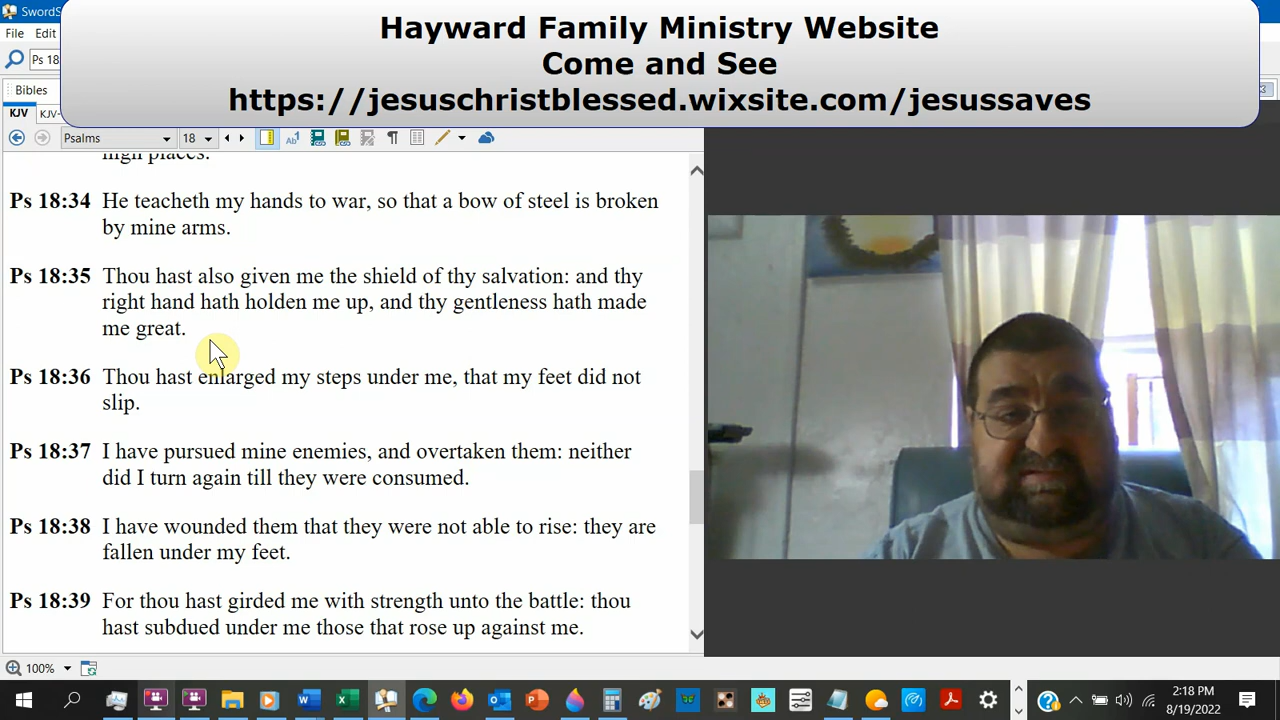 SwordS
Hayward Family Ministry Website
Come and See
https://jesuschristblessed.wixsite.com/jesussaves
File Edit
Ps 18
Bibles
KJV KJV-
Psalms 18
high places.
Ps 18:34 He teacheth my hands to war, so that a bow of steel is broken
by mine arms.
Ps 18:35 Thou hast also given me the shield of thy salvation: and thy
right hand hath holden me up, and thy gentleness hath made
me great.
Ps 18:36 Thou hast enlarged my steps under me, that my feet did not
slip.
Ps 18:37 I have pursued mine enemies, and overtaken them: neither
did I turn again till they were consumed.
Ps 18:38 I have wounded them that they were not able to rise: they are
fallen under my feet.
Ps 18:39 For thou hast girded me with strength unto the battle: thou
hast subdued under me those that rose up against me.
100%
2:18 PM
8/19/2022